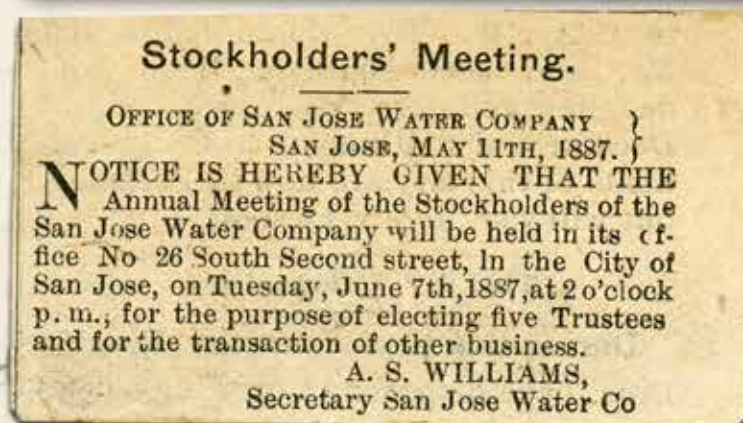 Stockholders' Meeting.
OFFICE OF SAN JOSE WATER COMPANY }
SAN JOSE, MAY 11TH, 1887. }
NOTICE IS HEREBY GIVEN THAT THE
Annual Meeting of the Stockholders of the
San Jose Water Company will be held in its of-
fice No 26 South Second street, in the City of
San Jose, on Tuesday, June 7th,1887,at 2 o'clock
p. m., for the purpose of electing five Trustees
and for the transaction of other business.
A. S. WILLIAMS,
Secretary San Jose Water Co